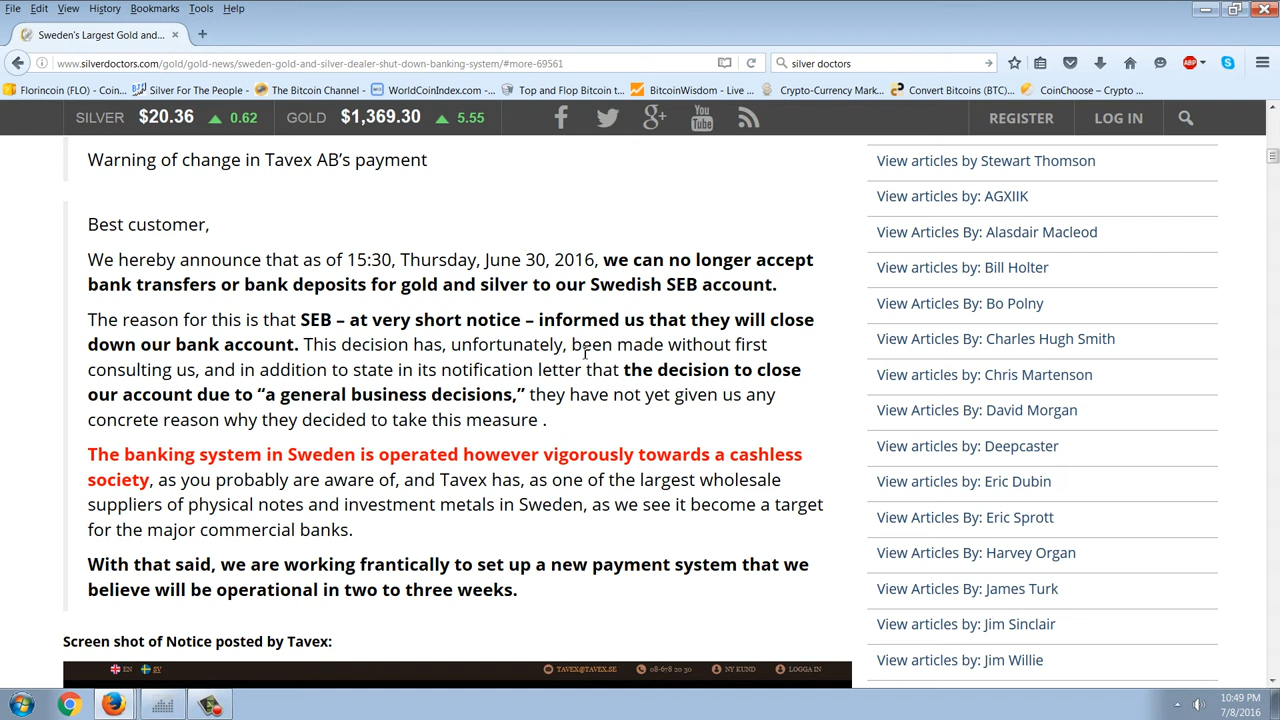 File Edit View History Bookmarks Tools Help
Sweden's Largest Gold and...
www.silverdoctors.com/gold/gold-news/sweden-gold-and-silver-dealer-shut-down-banking-system/#more-69561
silver doctors
Florincoin (FLO) - Coin... Silver For The People - ... The Bitcoin Channel - ... WorldCoinIndex.com -... Top and Flop Bitcoin t... BitcoinWisdom - Live ... Crypto-Currency Mark... Convert Bitcoins (BTC)... CoinChoose – Crypto ...
SILVER $20.36 0.62 GOLD $1,369.30 5.55 REGISTER LOG IN
Warning of change in Tavex AB's payment
Best customer,
We hereby announce that as of 15:30, Thursday, June 30, 2016, we can no longer accept
bank transfers or bank deposits for gold and silver to our Swedish SEB account.
The reason for this is that SEB – at very short notice – informed us that they will close
down our bank account. This decision has, unfortunately, been made without first
consulting us, and in addition to state in its notification letter that the decision to close
our account due to “a general business decisions,” they have not yet given us any
concrete reason why they decided to take this measure .
The banking system in Sweden is operated however vigorously towards a cashless
society, as you probably are aware of, and Tavex has, as one of the largest wholesale
suppliers of physical notes and investment metals in Sweden, as we see it become a target
for the major commercial banks.
With that said, we are working frantically to set up a new payment system that we
believe will be operational in two to three weeks.
Screen shot of Notice posted by Tavex:
EN SV TAVEX@TAVEX.SE 08-678 20 30 NY KUND LOGGA IN
View articles by Stewart Thomson
View articles by: AGXIIK
View Articles By: Alasdair Macleod
View articles by: Bill Holter
View Articles By: Bo Polny
View Articles By: Charles Hugh Smith
View Articles By: Chris Martenson
View Articles By: David Morgan
View Articles By: Deepcaster
View Articles By: Eric Dubin
View Articles By: Eric Sprott
View Articles By: Harvey Organ
View Articles By: James Turk
View Articles By: Jim Sinclair
View Articles By: Jim Willie
10:49 PM
7/8/2016